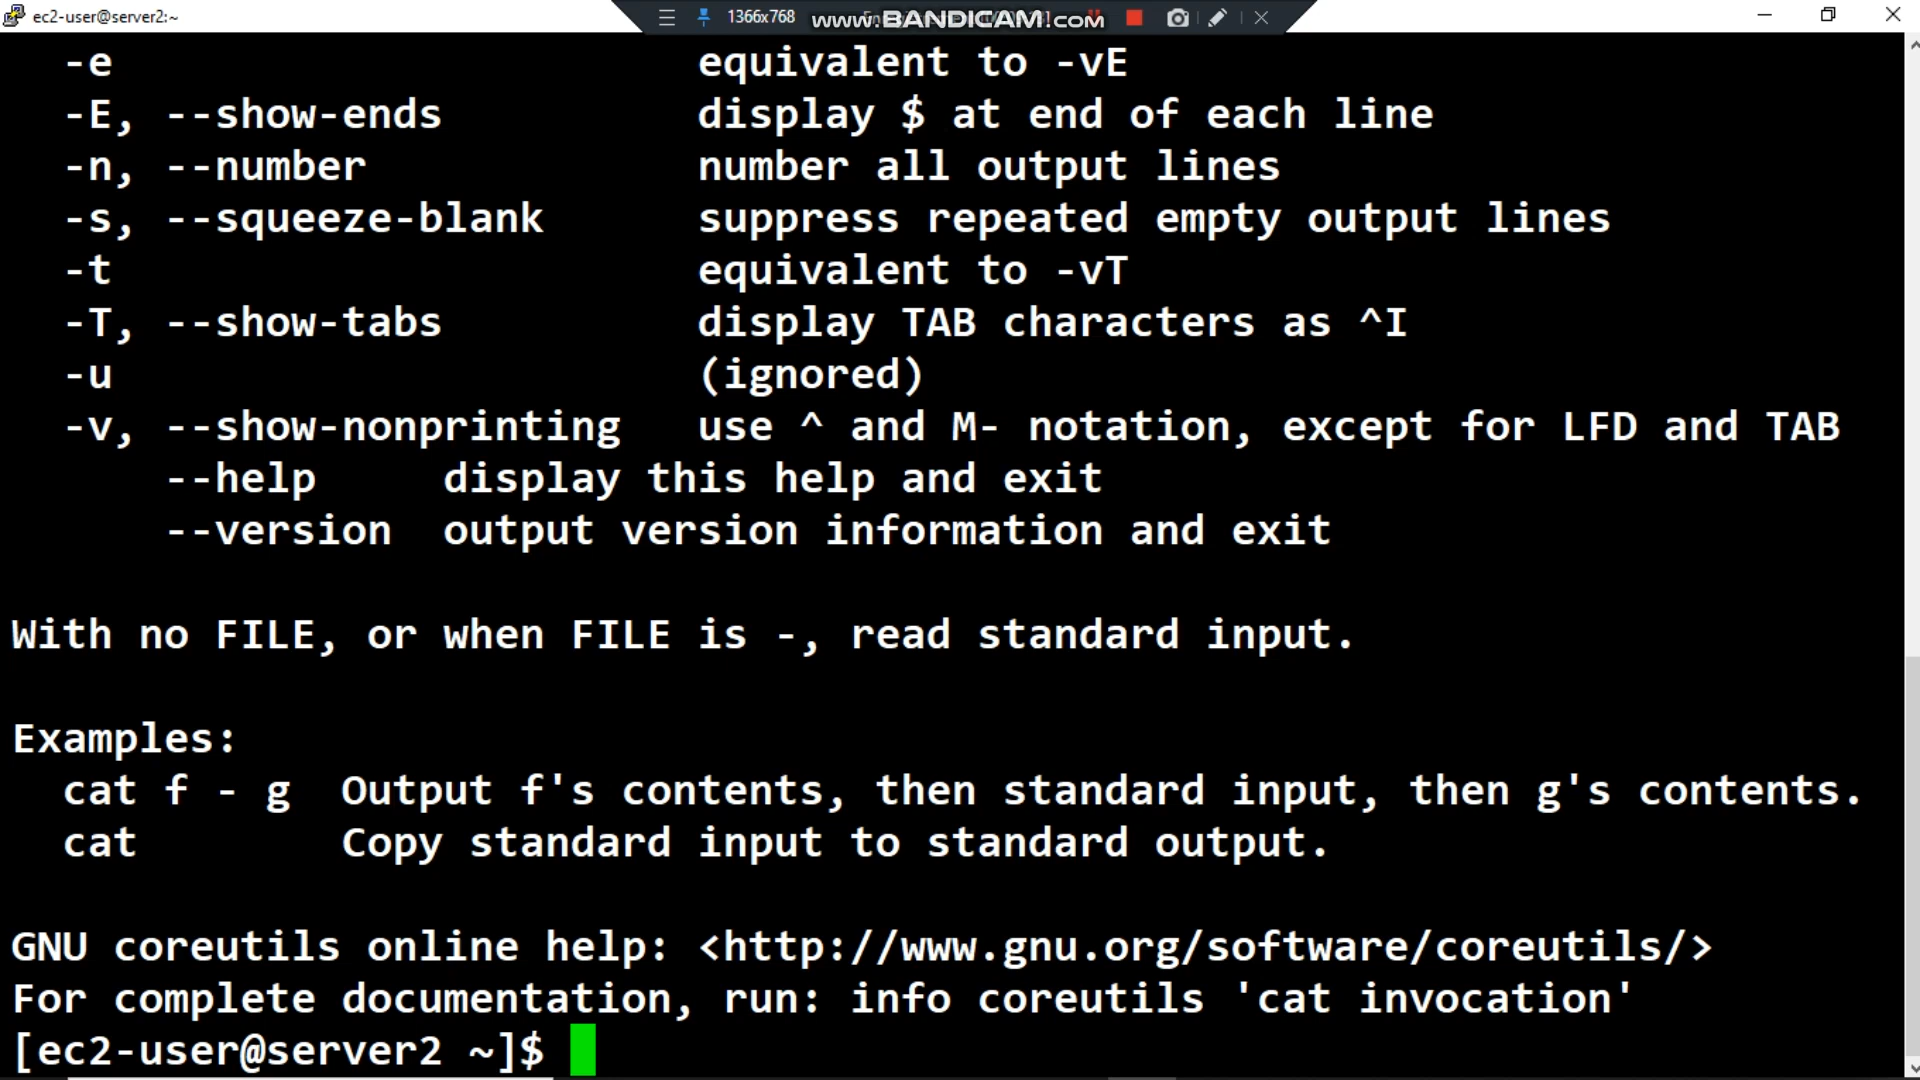 ec2-user@server2:~
1366x768
www.BANDICAM.com
-e equivalent to -vE
-E, --show-ends display $ at end of each line
-n, --number number all output lines
-s, --squeeze-blank suppress repeated empty output lines
-t equivalent to -vT
-T, --show-tabs display TAB characters as ^I
-u (ignored)
-v, --show-nonprinting use ^ and M- notation, except for LFD and TAB
--help display this help and exit
--version output version information and exit
With no FILE, or when FILE is -, read standard input.
Examples:
cat f - g Output f's contents, then standard input, then g's contents.
cat Copy standard input to standard output.
GNU coreutils online help: <http://www.gnu.org/software/coreutils/>
For complete documentation, run: info coreutils 'cat invocation'
[ec2-user@server2 ~]$